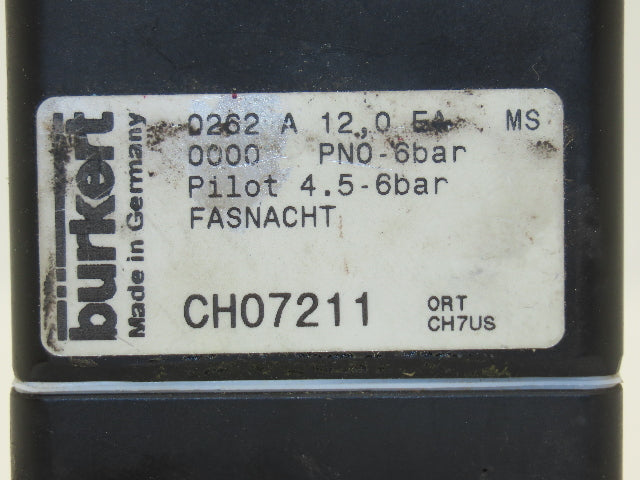 burkert
Made in Germany
0262 A 12,0 EA MS
0000 PN0-6bar
Pilot 4.5-6bar
FASNACHT
CH07211
ORT
CH7US